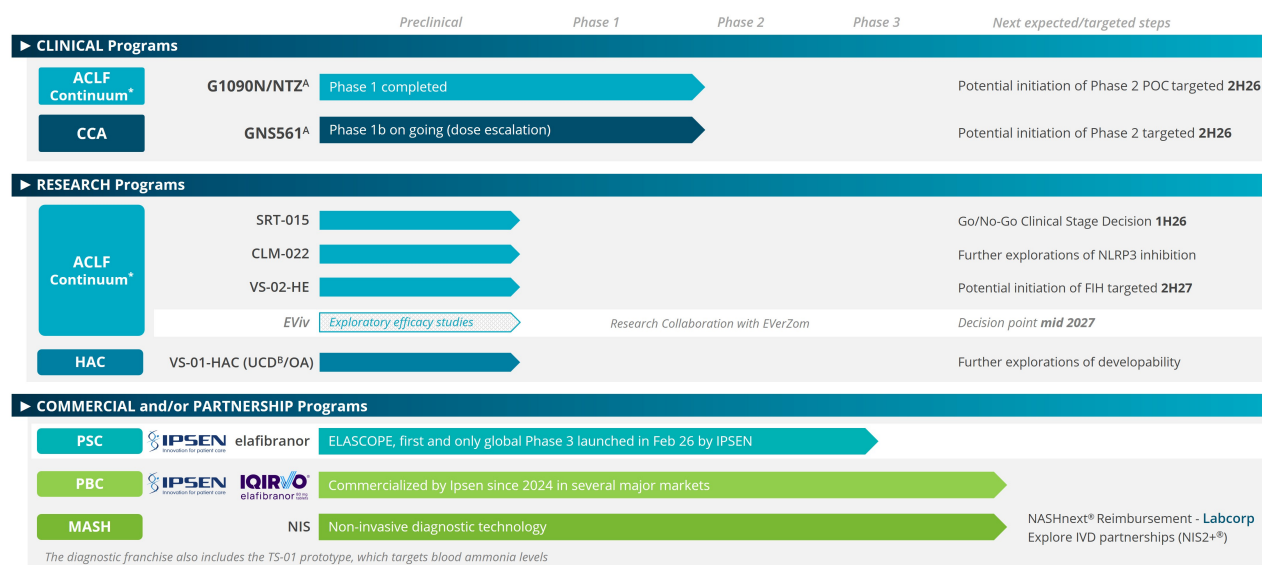 Preclinical Phase 1 Phase 2 Phase 3 Next expected/targeted steps
► CLINICAL Programs
ACLF
Continuum*
G1090N/NTZᴬ Phase 1 completed Potential initiation of Phase 2 POC targeted 2H26
CCA GNS561ᴬ Phase 1b on going (dose escalation) Potential initiation of Phase 2 targeted 2H26
► RESEARCH Programs
ACLF
Continuum*
SRT-015 Go/No-Go Clinical Stage Decision 1H26
CLM-022 Further explorations of NLRP3 inhibition
VS-02-HE Potential initiation of FIH targeted 2H27
EViv Exploratory efficacy studies Research Collaboration with EVerZom Decision point mid 2027
HAC VS-01-HAC (UCDᴮ/OA) Further explorations of developability
► COMMERCIAL and/or PARTNERSHIP Programs
PSC IPSEN elafibranor ELASCOPE, first and only global Phase 3 launched in Feb 26 by IPSEN
Innovation for patient care
PBC IPSEN IQIRVO® Commercialized by Ipsen since 2024 in several major markets
Innovation for patient care elafibranor 80 mg tablets
MASH NIS Non-invasive diagnostic technology
NASHnext® Reimbursement - Labcorp
Explore IVD partnerships (NIS2+®)
The diagnostic franchise also includes the TS-01 prototype, which targets blood ammonia levels